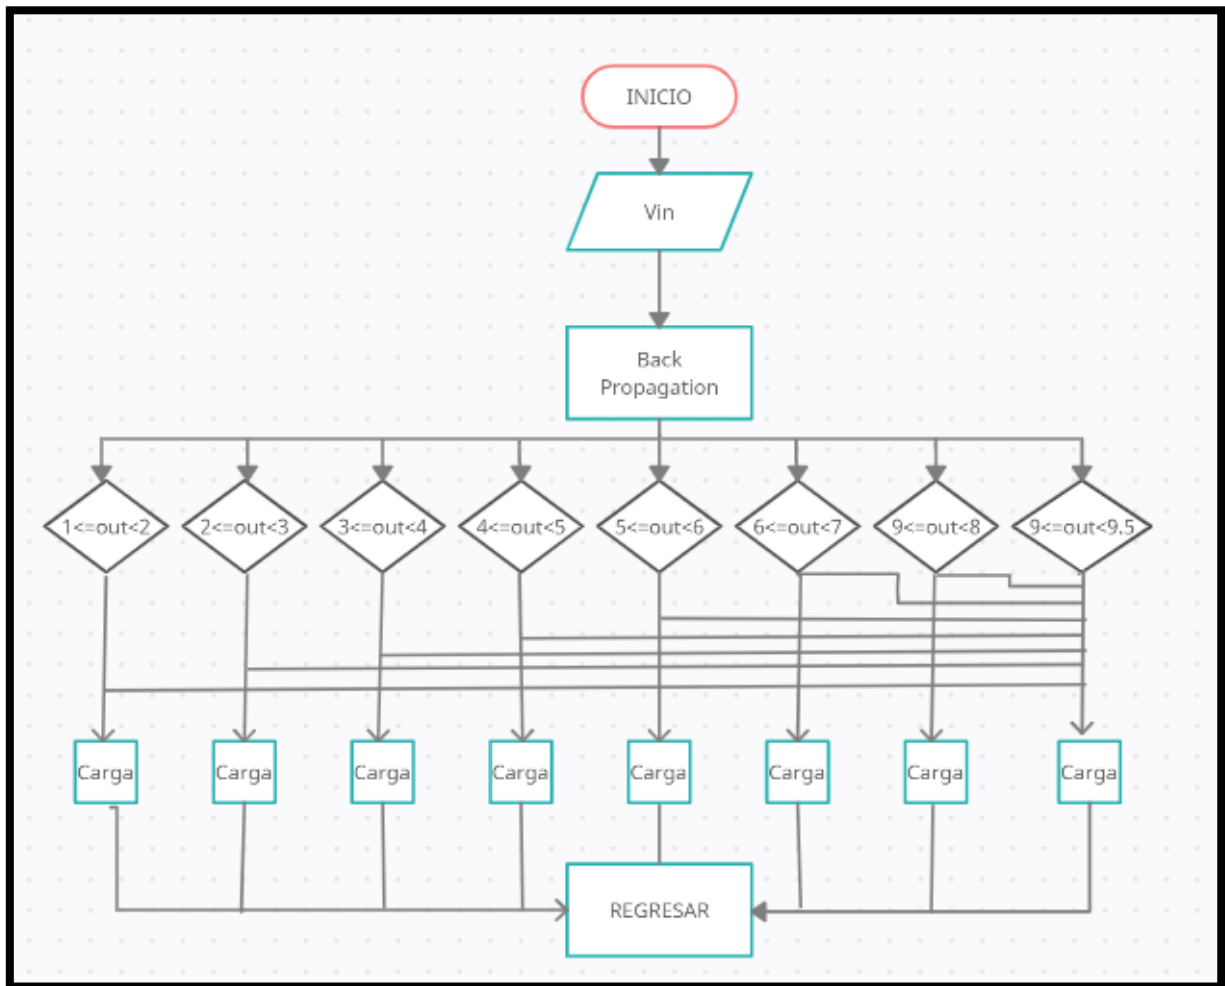 INICIO
Vin
Back
Propagation
1<=out<2
2<=out<3
3<=out<4
4<=out<5
5<=out<6
6<=out<7
9<=out<8
9<=out<9,5
Carga
Carga
Carga
Carga
Carga
Carga
Carga
Carga
REGRESAR